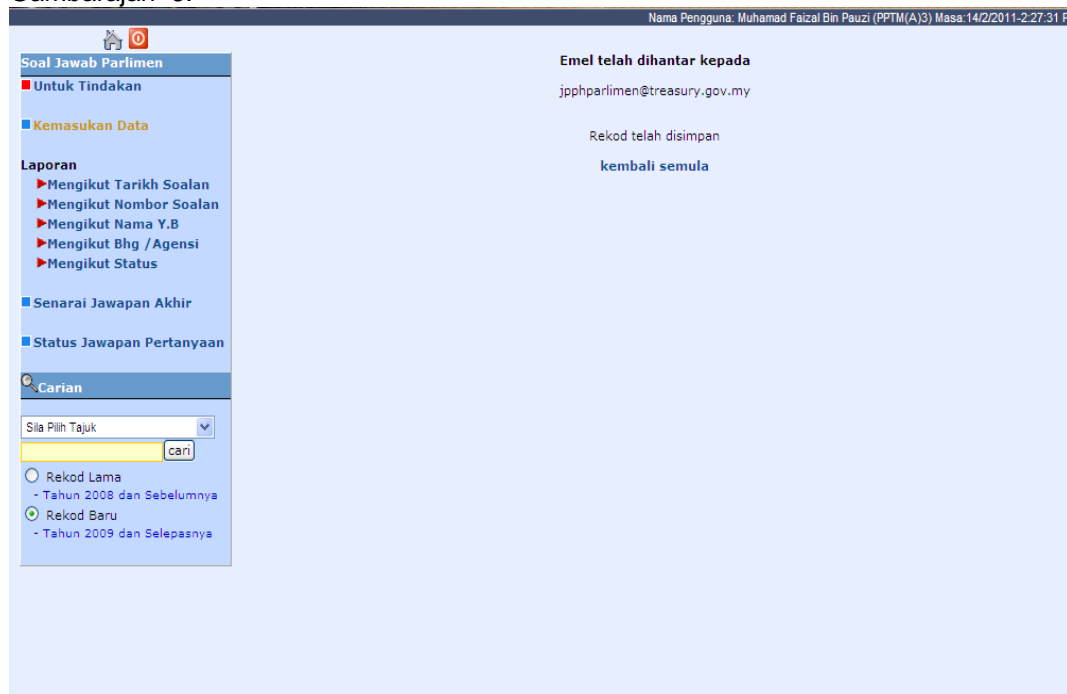 Nama Pengguna: Muhamad Faizal Bin Pauzi (PPTM(A)3) Masa:14/2/2011-2:27:31
Soal Jawab Parlimen
Untuk Tindakan
Kemasukan Data
Laporan
Mengikut Tarikh Soalan
Mengikut Nombor Soalan
Mengikut Nama Y.B
Mengikut Bhg /Agensi
Mengikut Status
Senarai Jawapan Akhir
Status Jawapan Pertanyaan
Carian
Sila Pilih Tajuk
cari
Rekod Lama
- Tahun 2008 dan Sebelumnya
Rekod Baru
- Tahun 2009 dan Selepasnya
Emel telah dihantar kepada
jpphparlimen@treasury.gov.my
Rekod telah disimpan
kembali semula